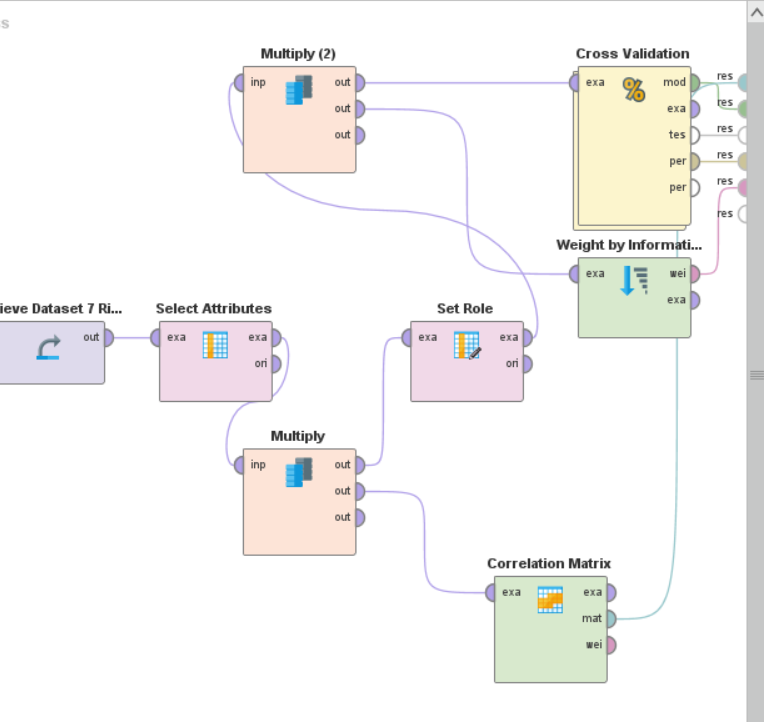 s
Multiply (2)
inp
out
out
out
Cross Validation
exa
mod
exa
tes
per
per
res
res
res
res
res
res
Weight by Informati...
exa
wei
exa
ieve Dataset 7 Ri...
out
Select Attributes
exa
exa
ori
Set Role
exa
exa
ori
Multiply
inp
out
out
out
Correlation Matrix
exa
exa
mat
wei